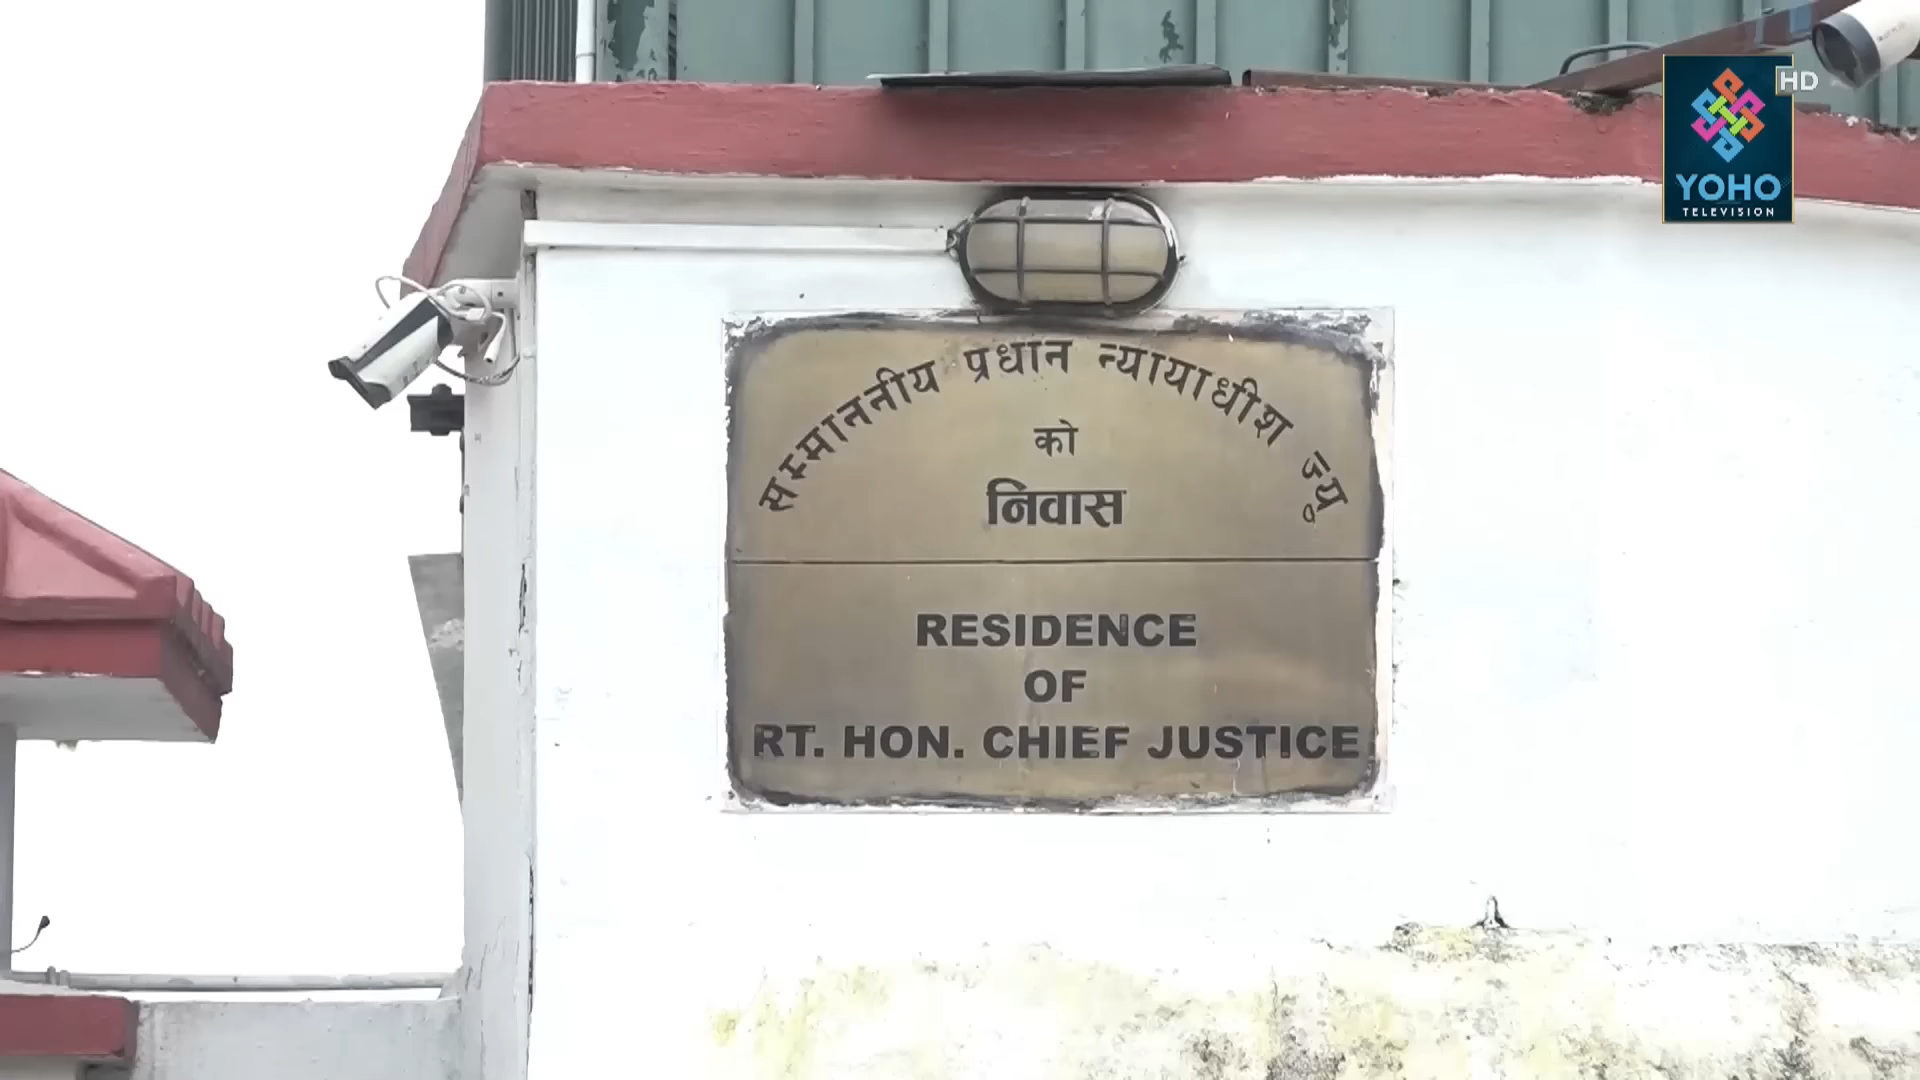 HD
YOHO
TELEVISION
सम्माननीय प्रधान न्यायाधीश ज्यू
को
निवास
RESIDENCE
OF
RT. HON. CHIEF JUSTICE